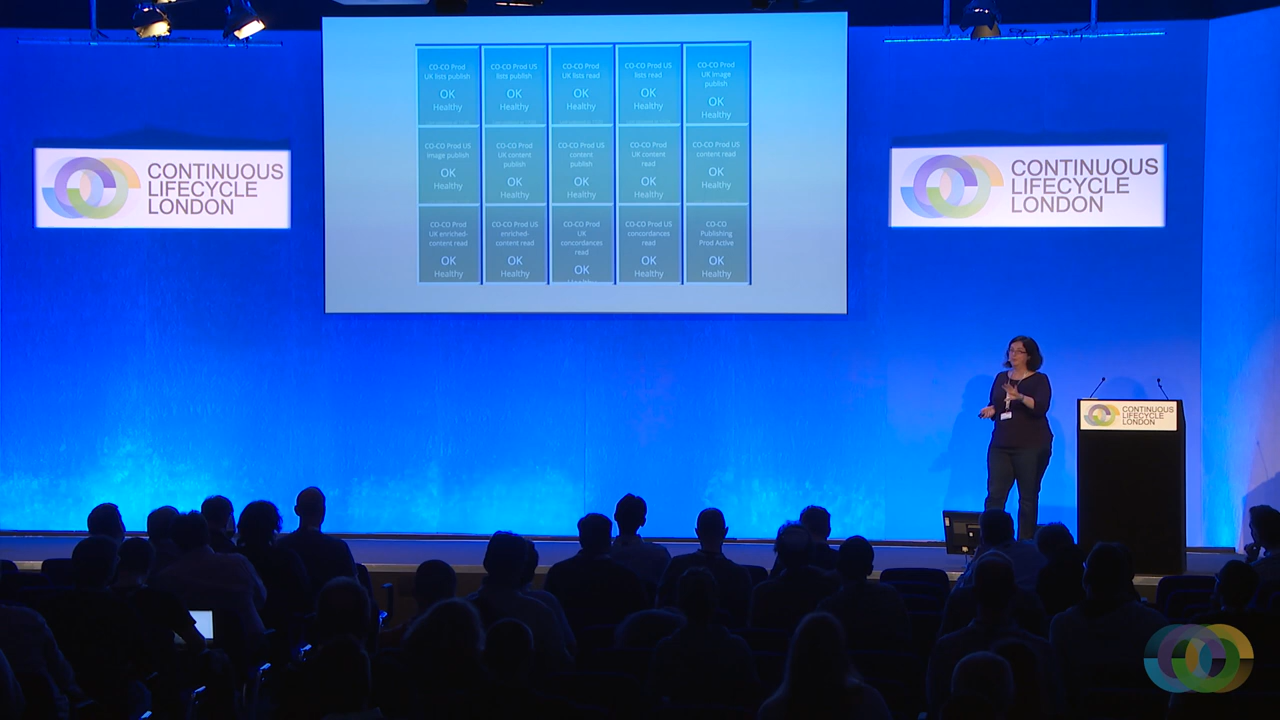 CO-CO Prod
UK lists publish
OK
Healthy
CO-CO Prod US
lists publish
OK
Healthy
CO-CO Prod
UK lists read
OK
Healthy
CO-CO Prod US
lists read
OK
Healthy
CO-CO Prod
UK image
publish
OK
Healthy
CO-CO Prod US
image publish
OK
Healthy
CO-CO Prod
UK content
publish
OK
Healthy
CO-CO Prod US
content
publish
OK
Healthy
CO-CO Prod
UK content
read
OK
Healthy
CO-CO Prod US
content read
OK
Healthy
CO-CO Prod
UK enriched-
content read
OK
Healthy
CO-CO Prod US
enriched-
content read
OK
Healthy
CO-CO Prod
UK
concordances
read
OK
CO-CO Prod US
concordances
read
OK
Healthy
CO-CO
Publishing
Prod Active
OK
Healthy
CONTINUOUS
LIFECYCLE
LONDON
CONTINUOUS
LIFECYCLE
LONDON
CONTINUOUS
LIFECYCLE
LONDON